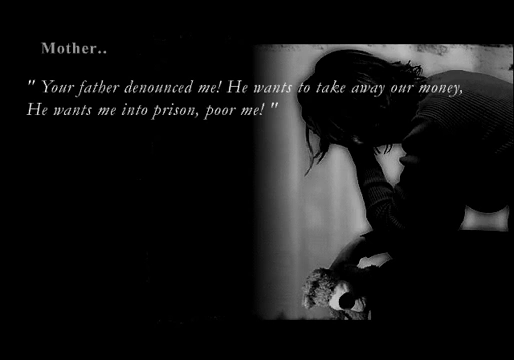 Mother..
" Your father denounced me! He wants to take away our money,
He wants me into prison, poor me! "